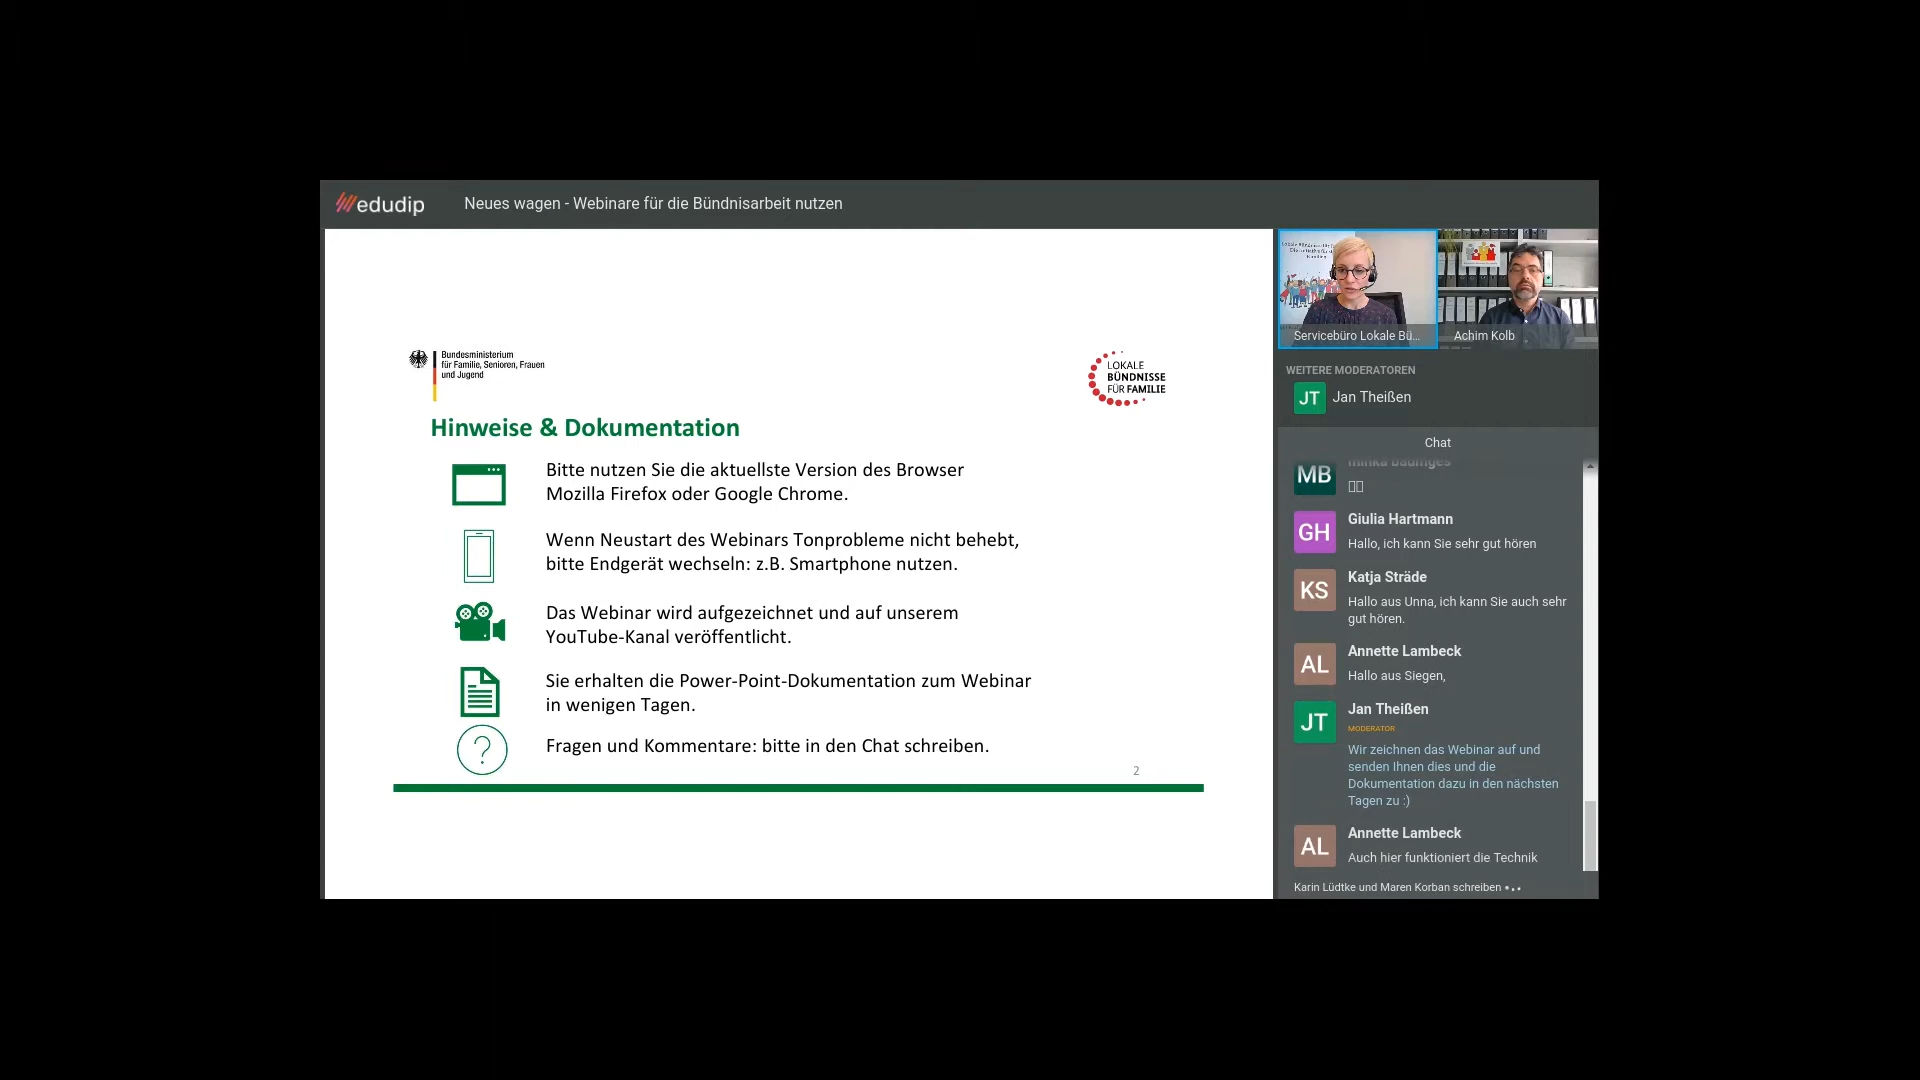 edudip
Neues wagen - Webinare für die Bündnisarbeit nutzen
Bundesministerium
für Familie, Senioren, Frauen
und Jugend
LOKALE
BÜNDNISSE
FÜR FAMILIE
Hinweise & Dokumentation
Bitte nutzen Sie die aktuellste Version des Browser
Mozilla Firefox oder Google Chrome.
Wenn Neustart des Webinars Tonprobleme nicht behebt,
bitte Endgerät wechseln: z.B. Smartphone nutzen.
Das Webinar wird aufgezeichnet und auf unserem
YouTube-Kanal veröffentlicht.
Sie erhalten die Power-Point-Dokumentation zum Webinar
in wenigen Tagen.
?
Fragen und Kommentare: bitte in den Chat schreiben.
2
Servicebüro Lokale Bü...
Achim Kolb
WEITERE MODERATOREN
JT
Jan Theißen
Chat
MB
GH
Giulia Hartmann
Hallo, ich kann Sie sehr gut hören
KS
Katja Sträde
Hallo aus Unna, ich kann Sie auch sehr
gut hören.
AL
Annette Lambeck
Hallo aus Siegen,
JT
Jan Theißen
MODERATOR
Wir zeichnen das Webinar auf und
senden Ihnen dies und die
Dokumentation dazu in den nächsten
Tagen zu :)
AL
Annette Lambeck
Auch hier funktioniert die Technik
Karin Lüdtke und Maren Korban schreiben